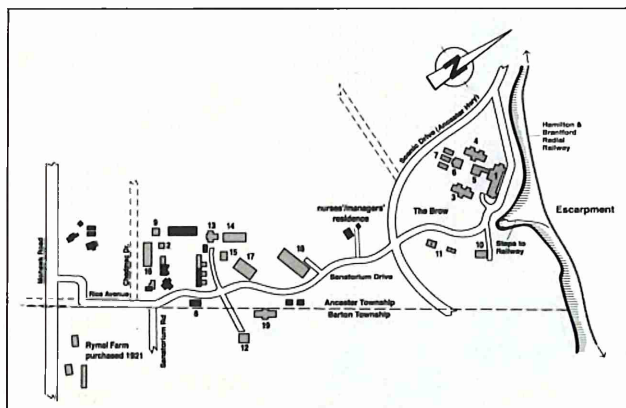 N
Scenic Drive (Ancaster Hwy)
Hamilton &
Brantford
Radial
Railway
4
7
6
5
3
nurses'/managers'
residence
The Brow
Escarpment
9
13
14
Mohawk Road
Chedmac Dr.
2
15
18
11
10
Steps to
Railway
16
17
Sanatorium Drive
Rice Avenue
8
Ancaster Township
Barton Township
Sanatorium Rd
19
12
Rymal Farm
purchased 1921